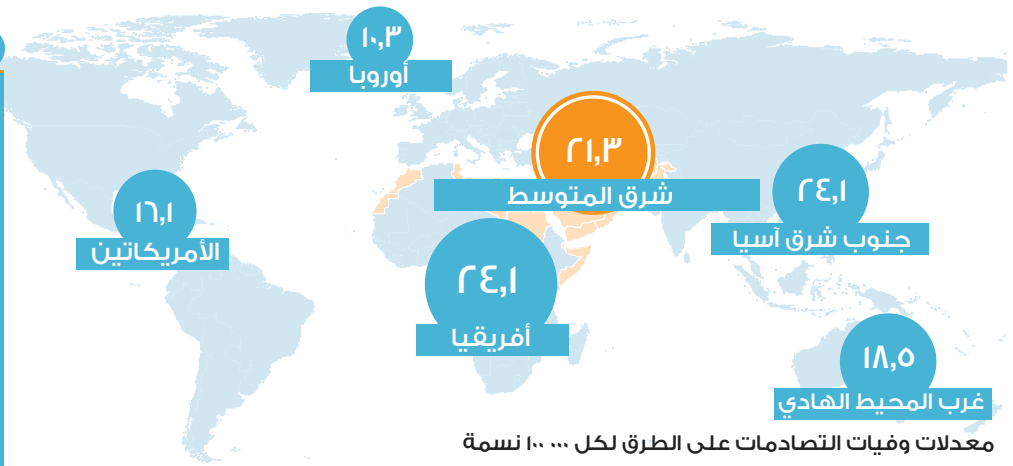 ١٠,٣
أوروبا
٢١,٣
شرق المتوسط
٢٤,١
جنوب شرق آسيا
١٦,١
الأمريكاتين
٢٤,١
أفريقيا
١٨,٥
غرب المحيط الهادي
معدلات وفيات التصادمات على الطرق لكل ١٠٠ ٠٠٠ نسمة